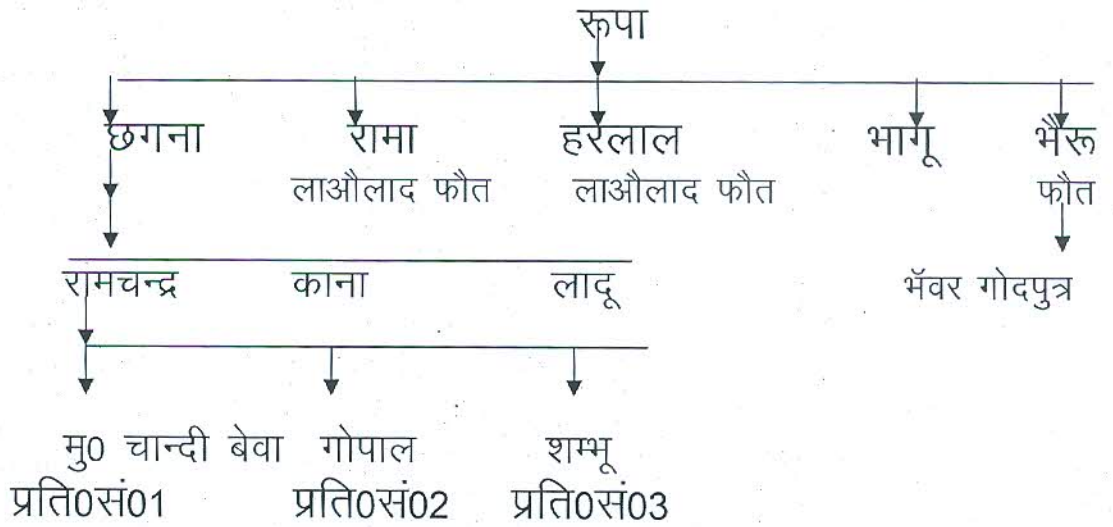 रूपा
छगना रामा हरलाल भागू भैरू
लाऔलाद फौत लाऔलाद फौत फौत
रामचन्द्र काना लादू भॅवर गोदपुत्र
मु0 चान्दी बेवा गोपाल शम्भू
प्रति0सं01 प्रति0सं02 प्रति0सं03